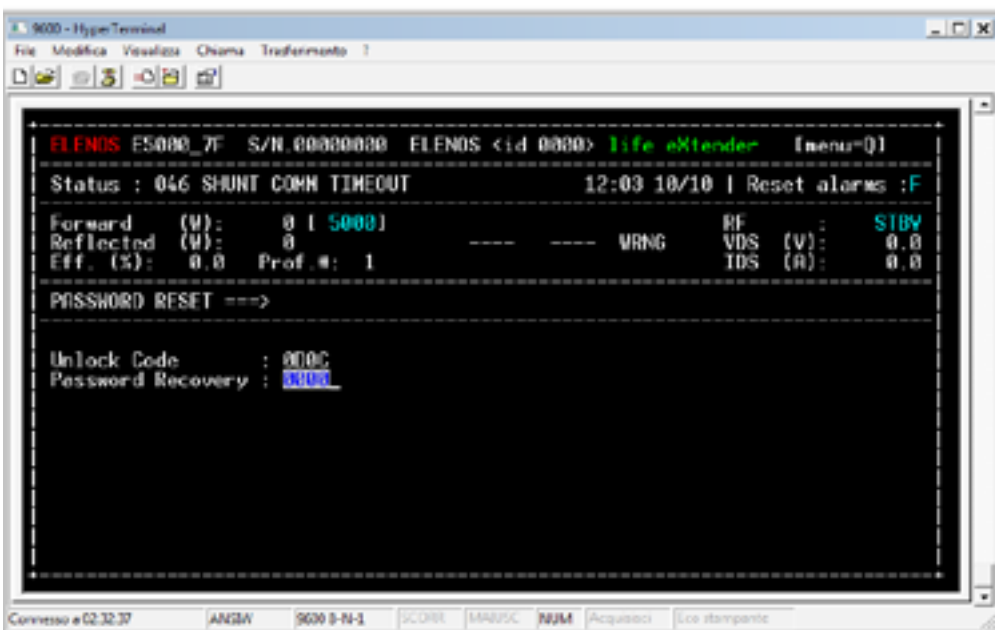 9600 - HyperTerminal
File Modifica Visualizza Chiama Trasferimento ?
ELENOS E5000_7F S/N.00000000 ELENOS <id 0000> life eXtender [menu=Q]
Status : 046 SHUNT COMM TIMEOUT 12:03 10/10 | Reset alarms :F
Forward (W): 0 [ 5000] RF : STBY
Reflected (W): 0 ---- ---- WRNG VDS (V): 0.0
Eff. (%): 0.0 Prof.#: 1 IDS (A): 0.0
PASSWORD RESET ===>
Unlock Code : 0D0C
Password Recovery : 0000_
Connesso a 02:32:37 ANSIW 9600 8-N-1 SCORR MAIUSC NUM Acquisisci Eco stampante